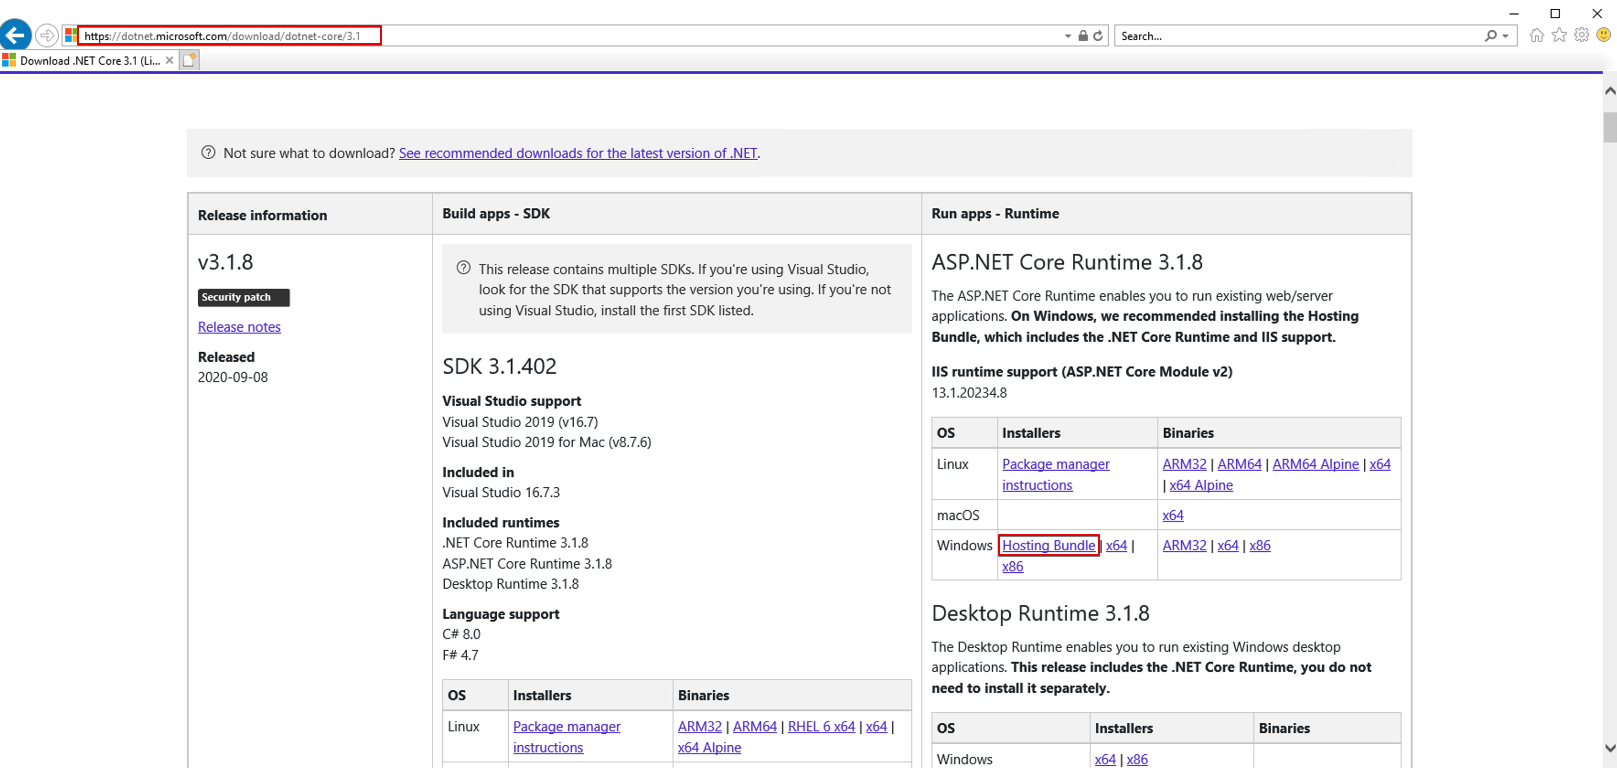 https://dotnet.microsoft.com/download/dotnet-core/3.1
Search...
Download .NET Core 3.1 (Li...
Not sure what to download? See recommended downloads for the latest version of .NET.
Release information
Build apps - SDK
Run apps - Runtime
v3.1.8
Security patch
Release notes
Released
2020-09-08
This release contains multiple SDKs. If you're using Visual Studio,
look for the SDK that supports the version you're using. If you're not
using Visual Studio, install the first SDK listed.
SDK 3.1.402
Visual Studio support
Visual Studio 2019 (v16.7)
Visual Studio 2019 for Mac (v8.7.6)
Included in
Visual Studio 16.7.3
Included runtimes
.NET Core Runtime 3.1.8
ASP.NET Core Runtime 3.1.8
Desktop Runtime 3.1.8
Language support
C# 8.0
F# 4.7
OS Installers Binaries
Linux Package manager ARM32 | ARM64 | RHEL 6 x64 | x64 |
instructions x64 Alpine
ASP.NET Core Runtime 3.1.8
The ASP.NET Core Runtime enables you to run existing web/server
applications. On Windows, we recommended installing the Hosting
Bundle, which includes the .NET Core Runtime and IIS support.
IIS runtime support (ASP.NET Core Module v2)
13.1.20234.8
OS Installers Binaries
Linux Package manager ARM32 | ARM64 | ARM64 Alpine | x64
instructions | x64 Alpine
macOS x64
Windows Hosting Bundle | x64 | ARM32 | x64 | x86
x86
Desktop Runtime 3.1.8
The Desktop Runtime enables you to run existing Windows desktop
applications. This release includes the .NET Core Runtime, you do not
need to install it separately.
OS Installers Binaries
Windows x64 | x86